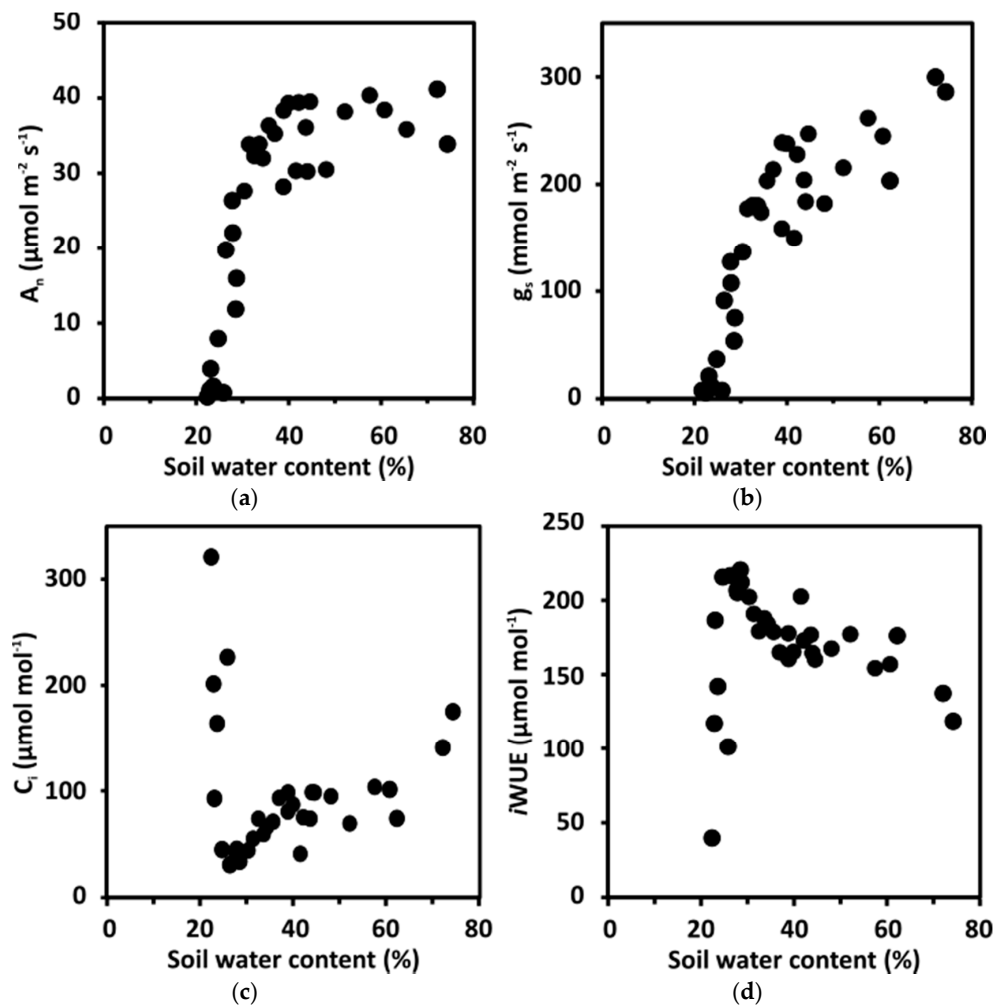 50
40
30
20
10
0
Aₙ (µmol m⁻² s⁻¹)
0 20 40 60 80
Soil water content (%)
(a)
300
200
100
0
gₛ (mmol m⁻² s⁻¹)
0 20 40 60 80
Soil water content (%)
(b)
300
200
100
0
Cᵢ (µmol mol⁻¹)
0 20 40 60 80
Soil water content (%)
(c)
250
200
150
100
50
0
iWUE (µmol mol⁻¹)
0 20 40 60 80
Soil water content (%)
(d)